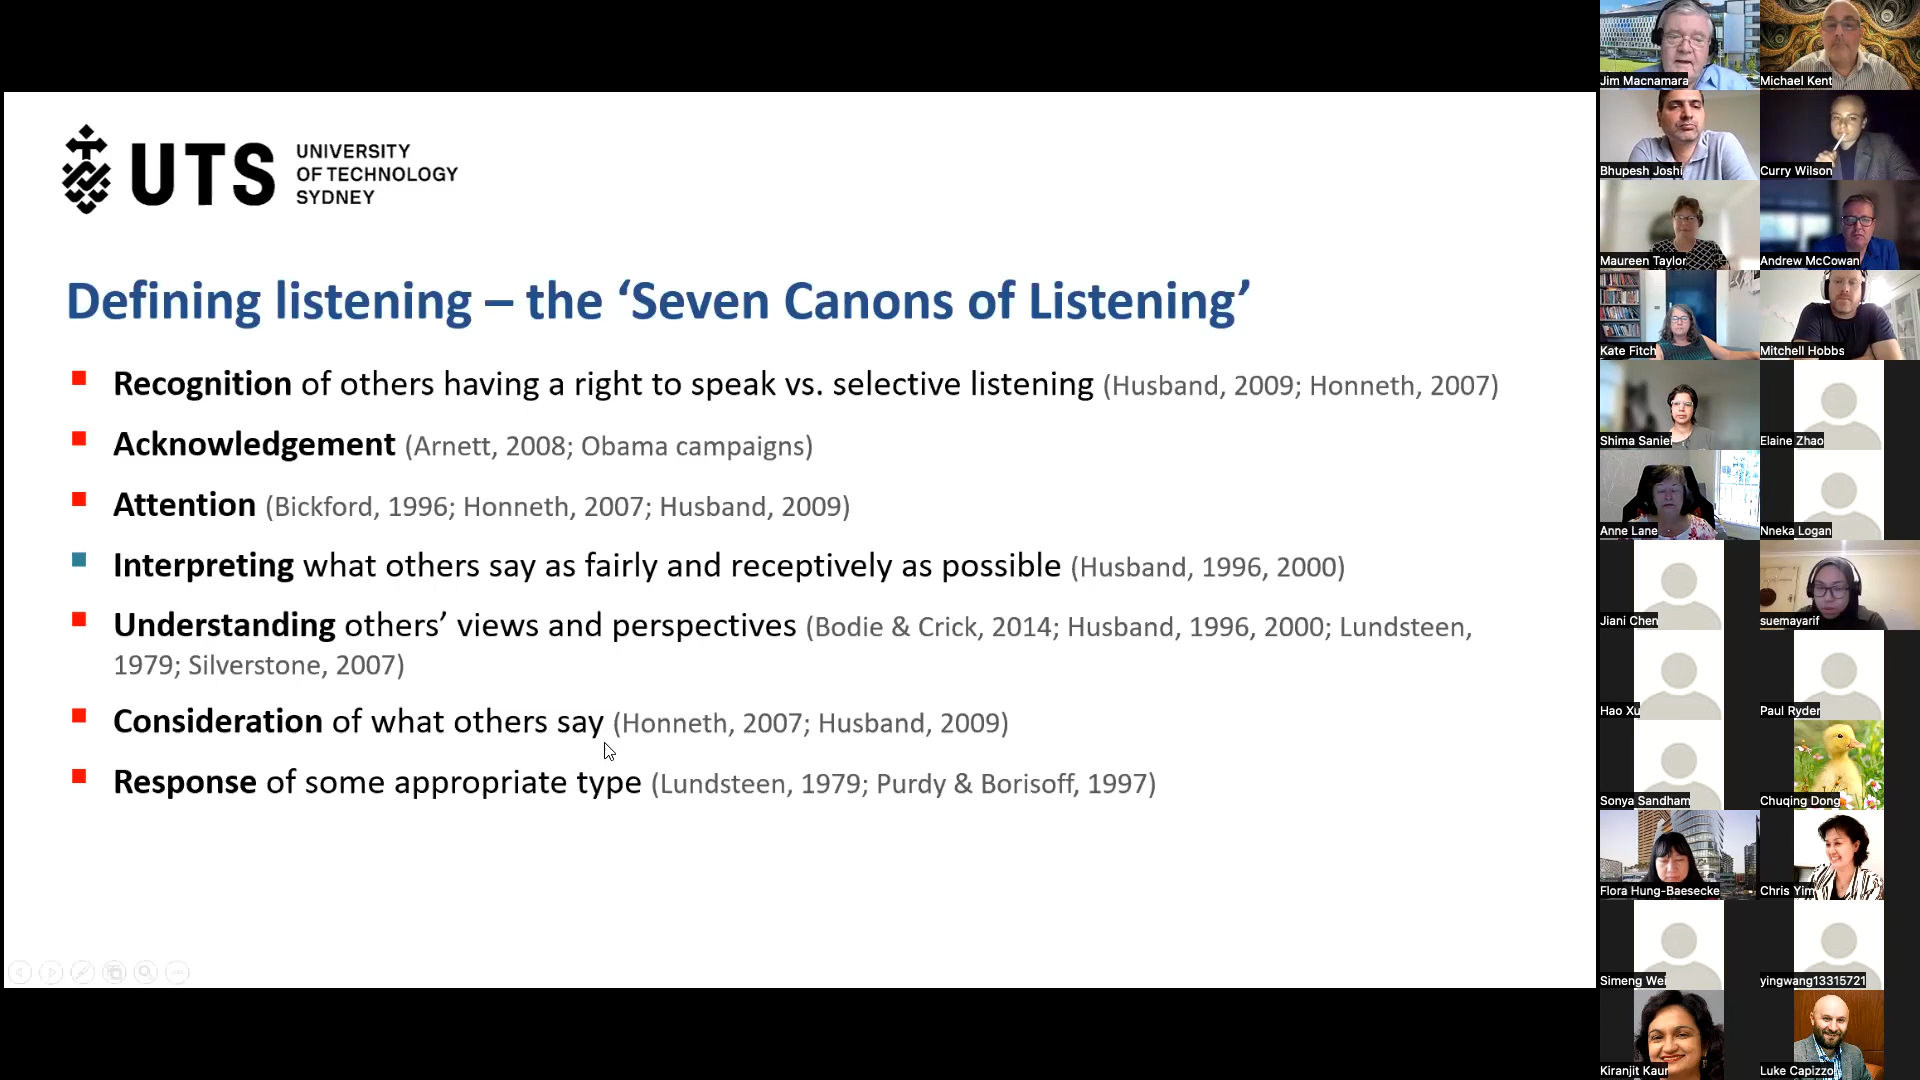 UTS
UNIVERSITY
OF TECHNOLOGY
SYDNEY
Defining listening – the ‘Seven Canons of Listening’
Recognition of others having a right to speak vs. selective listening (Husband, 2009; Honneth, 2007)
Acknowledgement (Arnett, 2008; Obama campaigns)
Attention (Bickford, 1996; Honneth, 2007; Husband, 2009)
Interpreting what others say as fairly and receptively as possible (Husband, 1996, 2000)
Understanding others’ views and perspectives (Bodie & Crick, 2014; Husband, 1996, 2000; Lundsteen,
1979; Silverstone, 2007)
Consideration of what others say (Honneth, 2007; Husband, 2009)
Response of some appropriate type (Lundsteen, 1979; Purdy & Borisoff, 1997)
Jim Macnamara
Michael Kent
Bhupesh Joshi
Curry Wilson
Maureen Taylor
Andrew McCowan
Kate Fitch
Mitchell Hobbs
Shima Saniei
Elaine Zhao
Anne Lane
Nneka Logan
Jiani Chen
suemayarif
Hao Xu
Paul Ryder
Sonya Sandham
Chuqing Dong
Flora Hung-Baesecke
Chris Yim
Simeng Wei
yingwang13315721
Kiranjit Kaur
Luke Capizzo